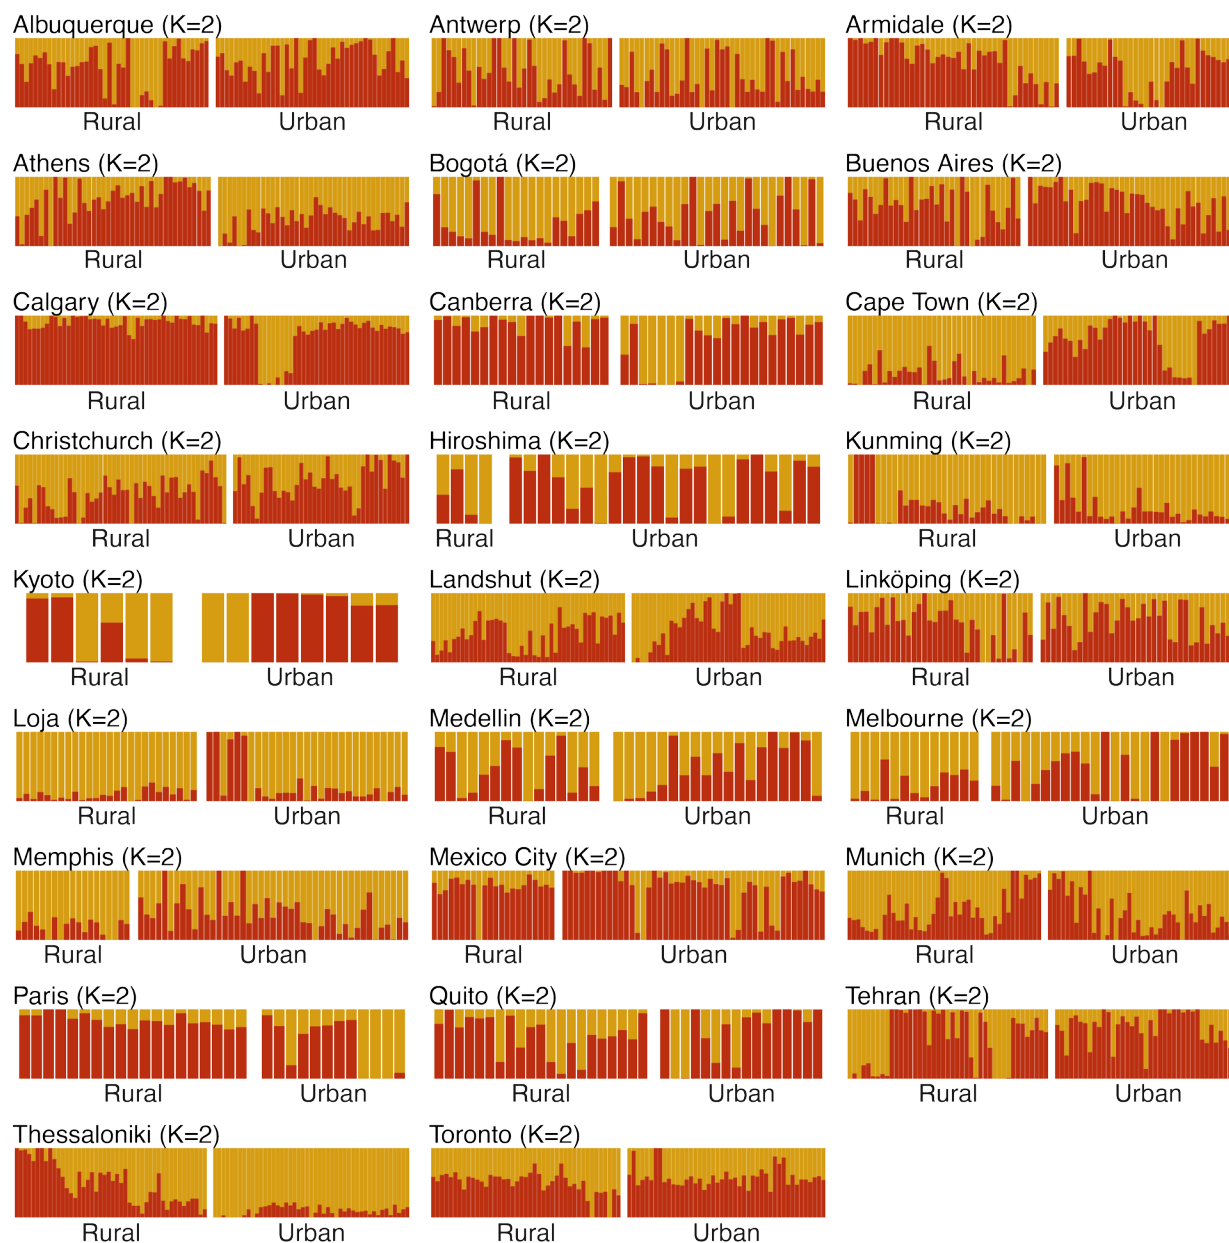 Albuquerque (K=2) Antwerp (K=2) Armidale (K=2)
Rural Urban Rural Urban Rural Urban
Athens (K=2) Bogotá (K=2) Buenos Aires (K=2)
Rural Urban Rural Urban Rural Urban
Calgary (K=2) Canberra (K=2) Cape Town (K=2)
Rural Urban Rural Urban Rural Urban
Christchurch (K=2) Hiroshima (K=2) Kunming (K=2)
Rural Urban Rural Urban Rural Urban
Kyoto (K=2) Landshut (K=2) Linköping (K=2)
Rural Urban Rural Urban Rural Urban
Loja (K=2) Medellin (K=2) Melbourne (K=2)
Rural Urban Rural Urban Rural Urban
Memphis (K=2) Mexico City (K=2) Munich (K=2)
Rural Urban Rural Urban Rural Urban
Paris (K=2) Quito (K=2) Tehran (K=2)
Rural Urban Rural Urban Rural Urban
Thessaloniki (K=2) Toronto (K=2)
Rural Urban Rural Urban